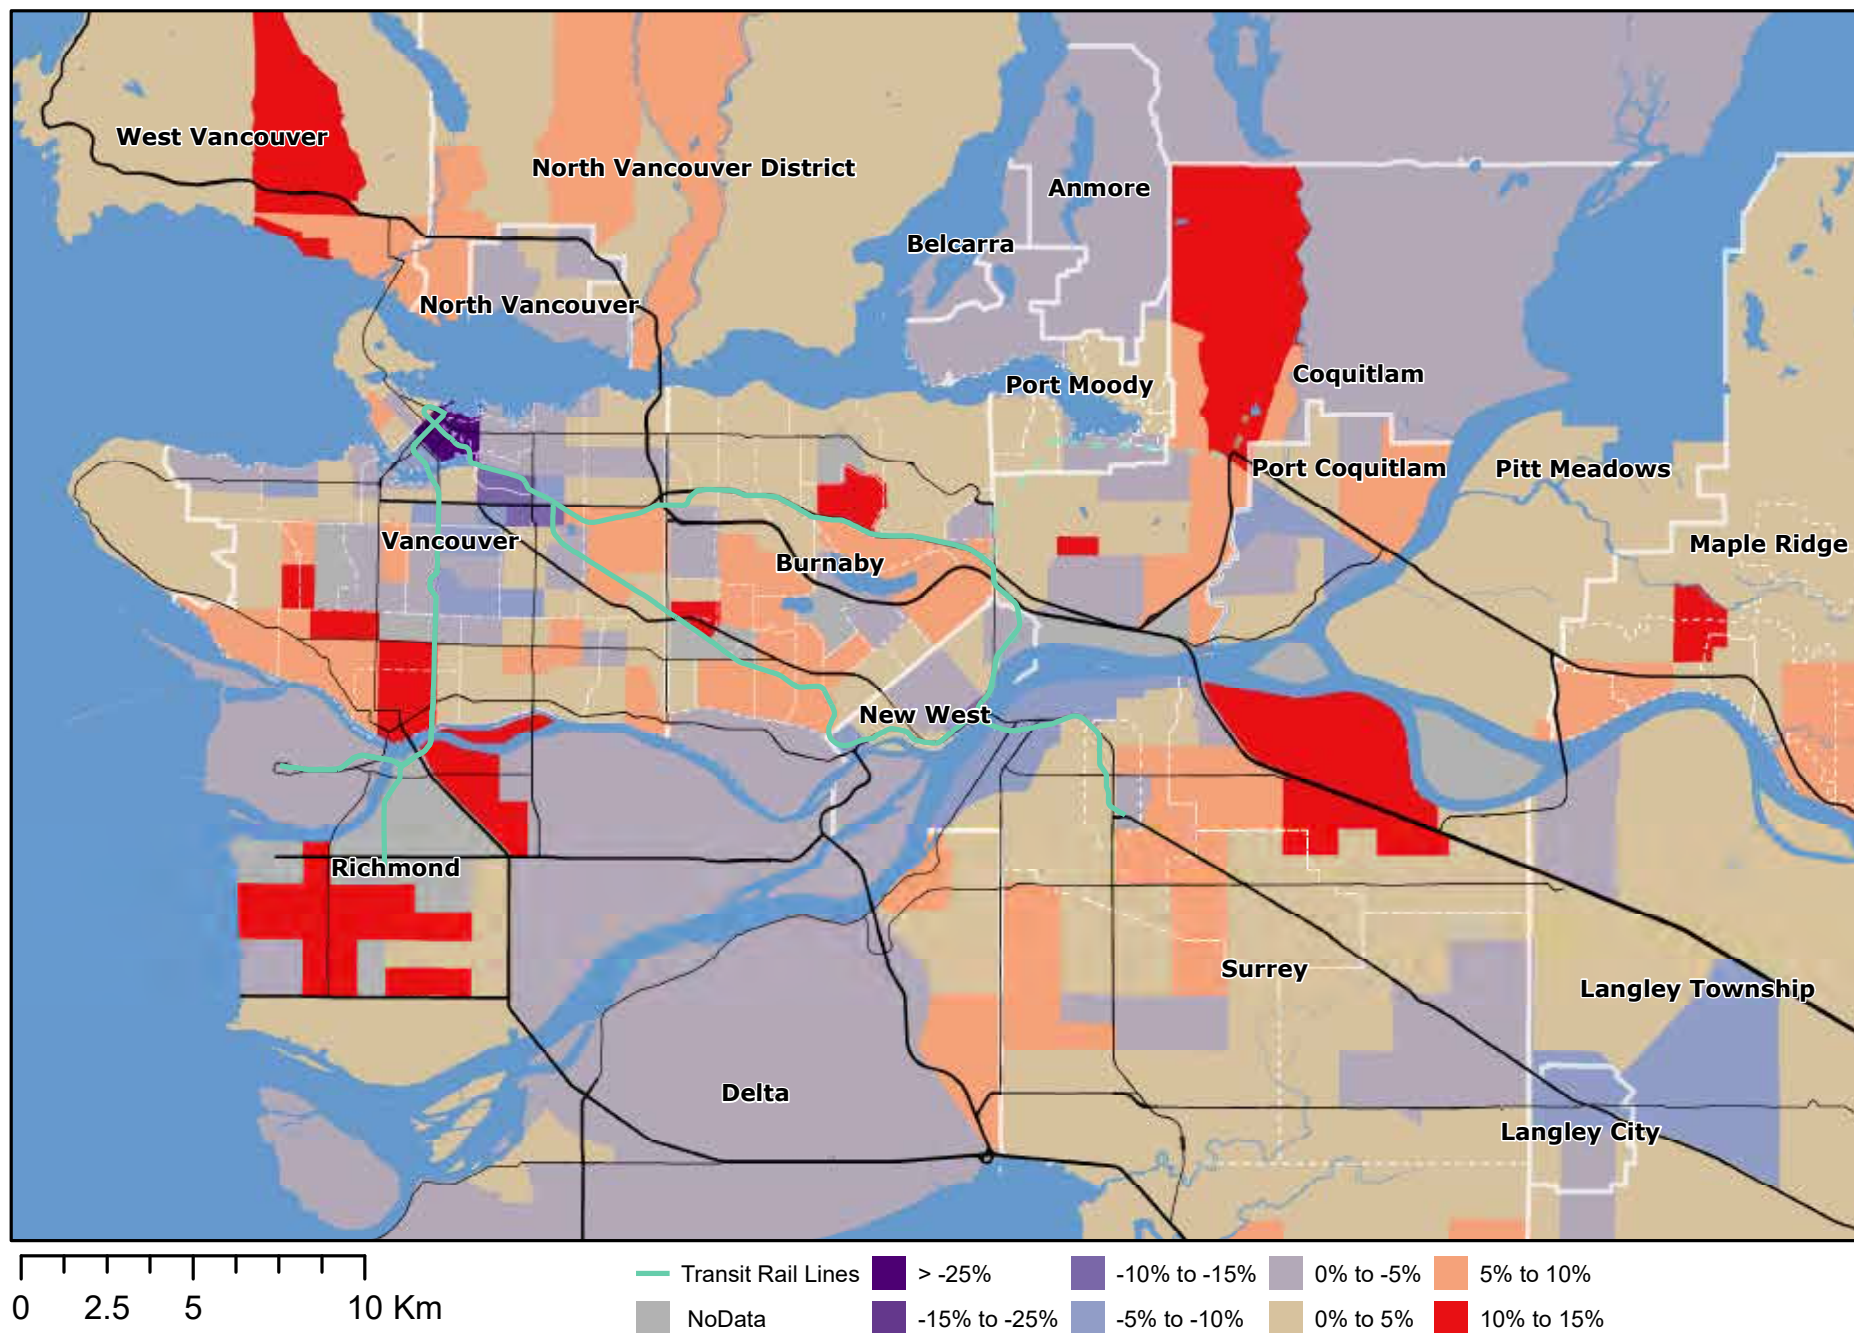 West Vancouver
North Vancouver District
Anmore
Belcarra
North Vancouver
Port Moody
Coquitlam
Port Coquitlam
Pitt Meadows
Vancouver
Burnaby
Maple Ridge
New West
Richmond
Surrey
Langley Township
Delta
Langley City
0 2.5 5 10 Km
Transit Rail Lines > -25% -10% to -15% 0% to -5% 5% to 10%
NoData -15% to -25% -5% to -10% 0% to 5% 10% to 15%